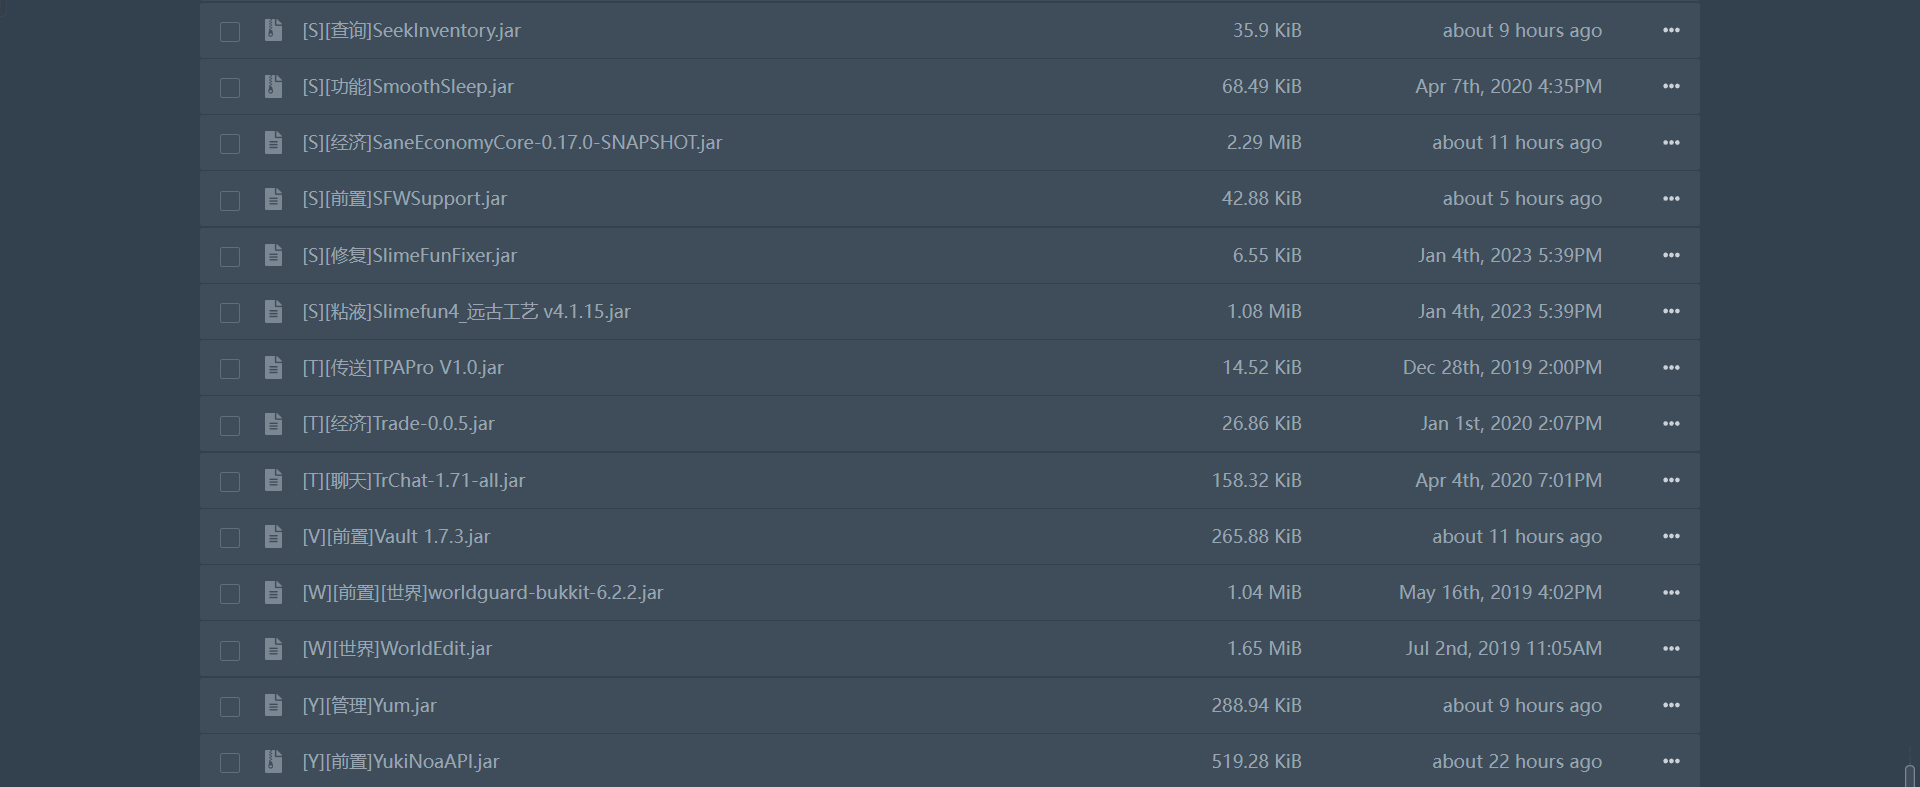 [S][查询]SeekInventory.jar 35.9 KiB about 9 hours ago
[S][功能]SmoothSleep.jar 68.49 KiB Apr 7th, 2020 4:35PM
[S][经济]SaneEconomyCore-0.17.0-SNAPSHOT.jar 2.29 MiB about 11 hours ago
[S][前置]SFWSupport.jar 42.88 KiB about 5 hours ago
[S][修复]SlimeFunFixer.jar 6.55 KiB Jan 4th, 2023 5:39PM
[S][粘液]Slimefun4_远古工艺 v4.1.15.jar 1.08 MiB Jan 4th, 2023 5:39PM
[T][传送]TPAPro V1.0.jar 14.52 KiB Dec 28th, 2019 2:00PM
[T][经济]Trade-0.0.5.jar 26.86 KiB Jan 1st, 2020 2:07PM
[T][聊天]TrChat-1.71-all.jar 158.32 KiB Apr 4th, 2020 7:01PM
[V][前置]Vault 1.7.3.jar 265.88 KiB about 11 hours ago
[W][前置][世界]worldguard-bukkit-6.2.2.jar 1.04 MiB May 16th, 2019 4:02PM
[W][世界]WorldEdit.jar 1.65 MiB Jul 2nd, 2019 11:05AM
[Y][管理]Yum.jar 288.94 KiB about 9 hours ago
[Y][前置]YukiNoaAPI.jar 519.28 KiB about 22 hours ago